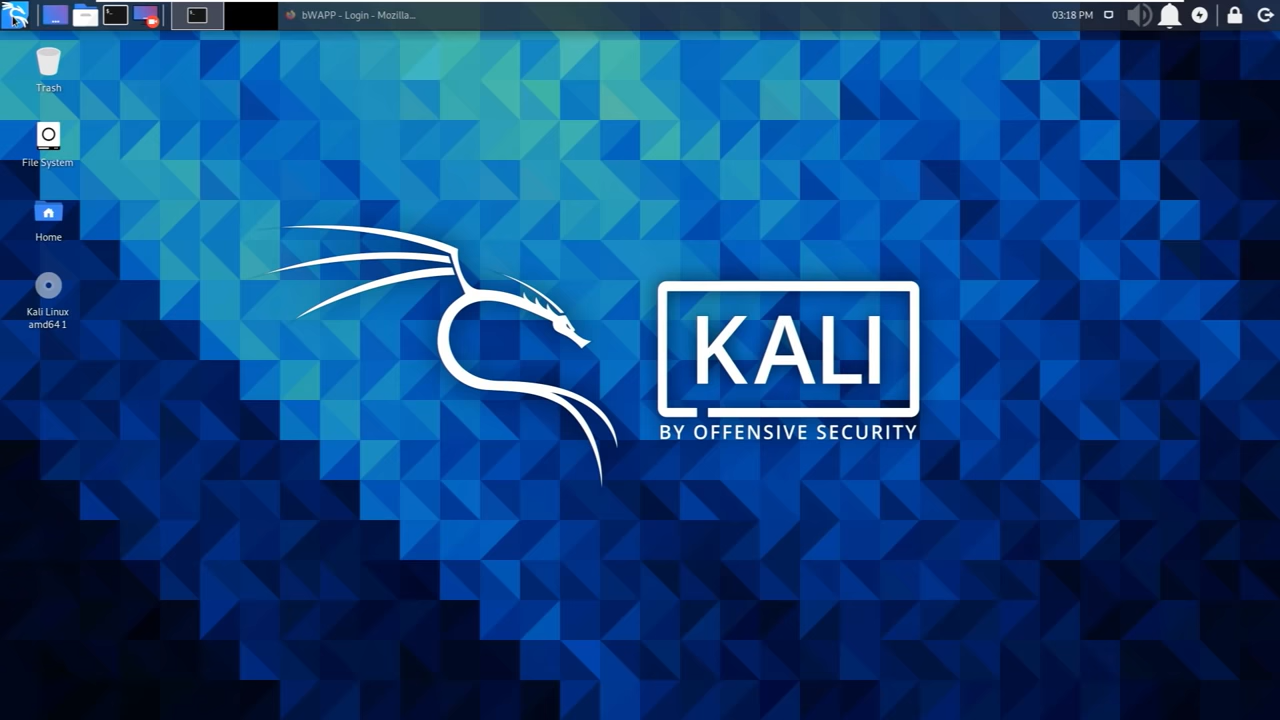 bWAPP - Login - Mozilla...
03:18 PM
Trash
File System
Home
Kali Linux
amd64 1
KALI
BY OFFENSIVE SECURITY